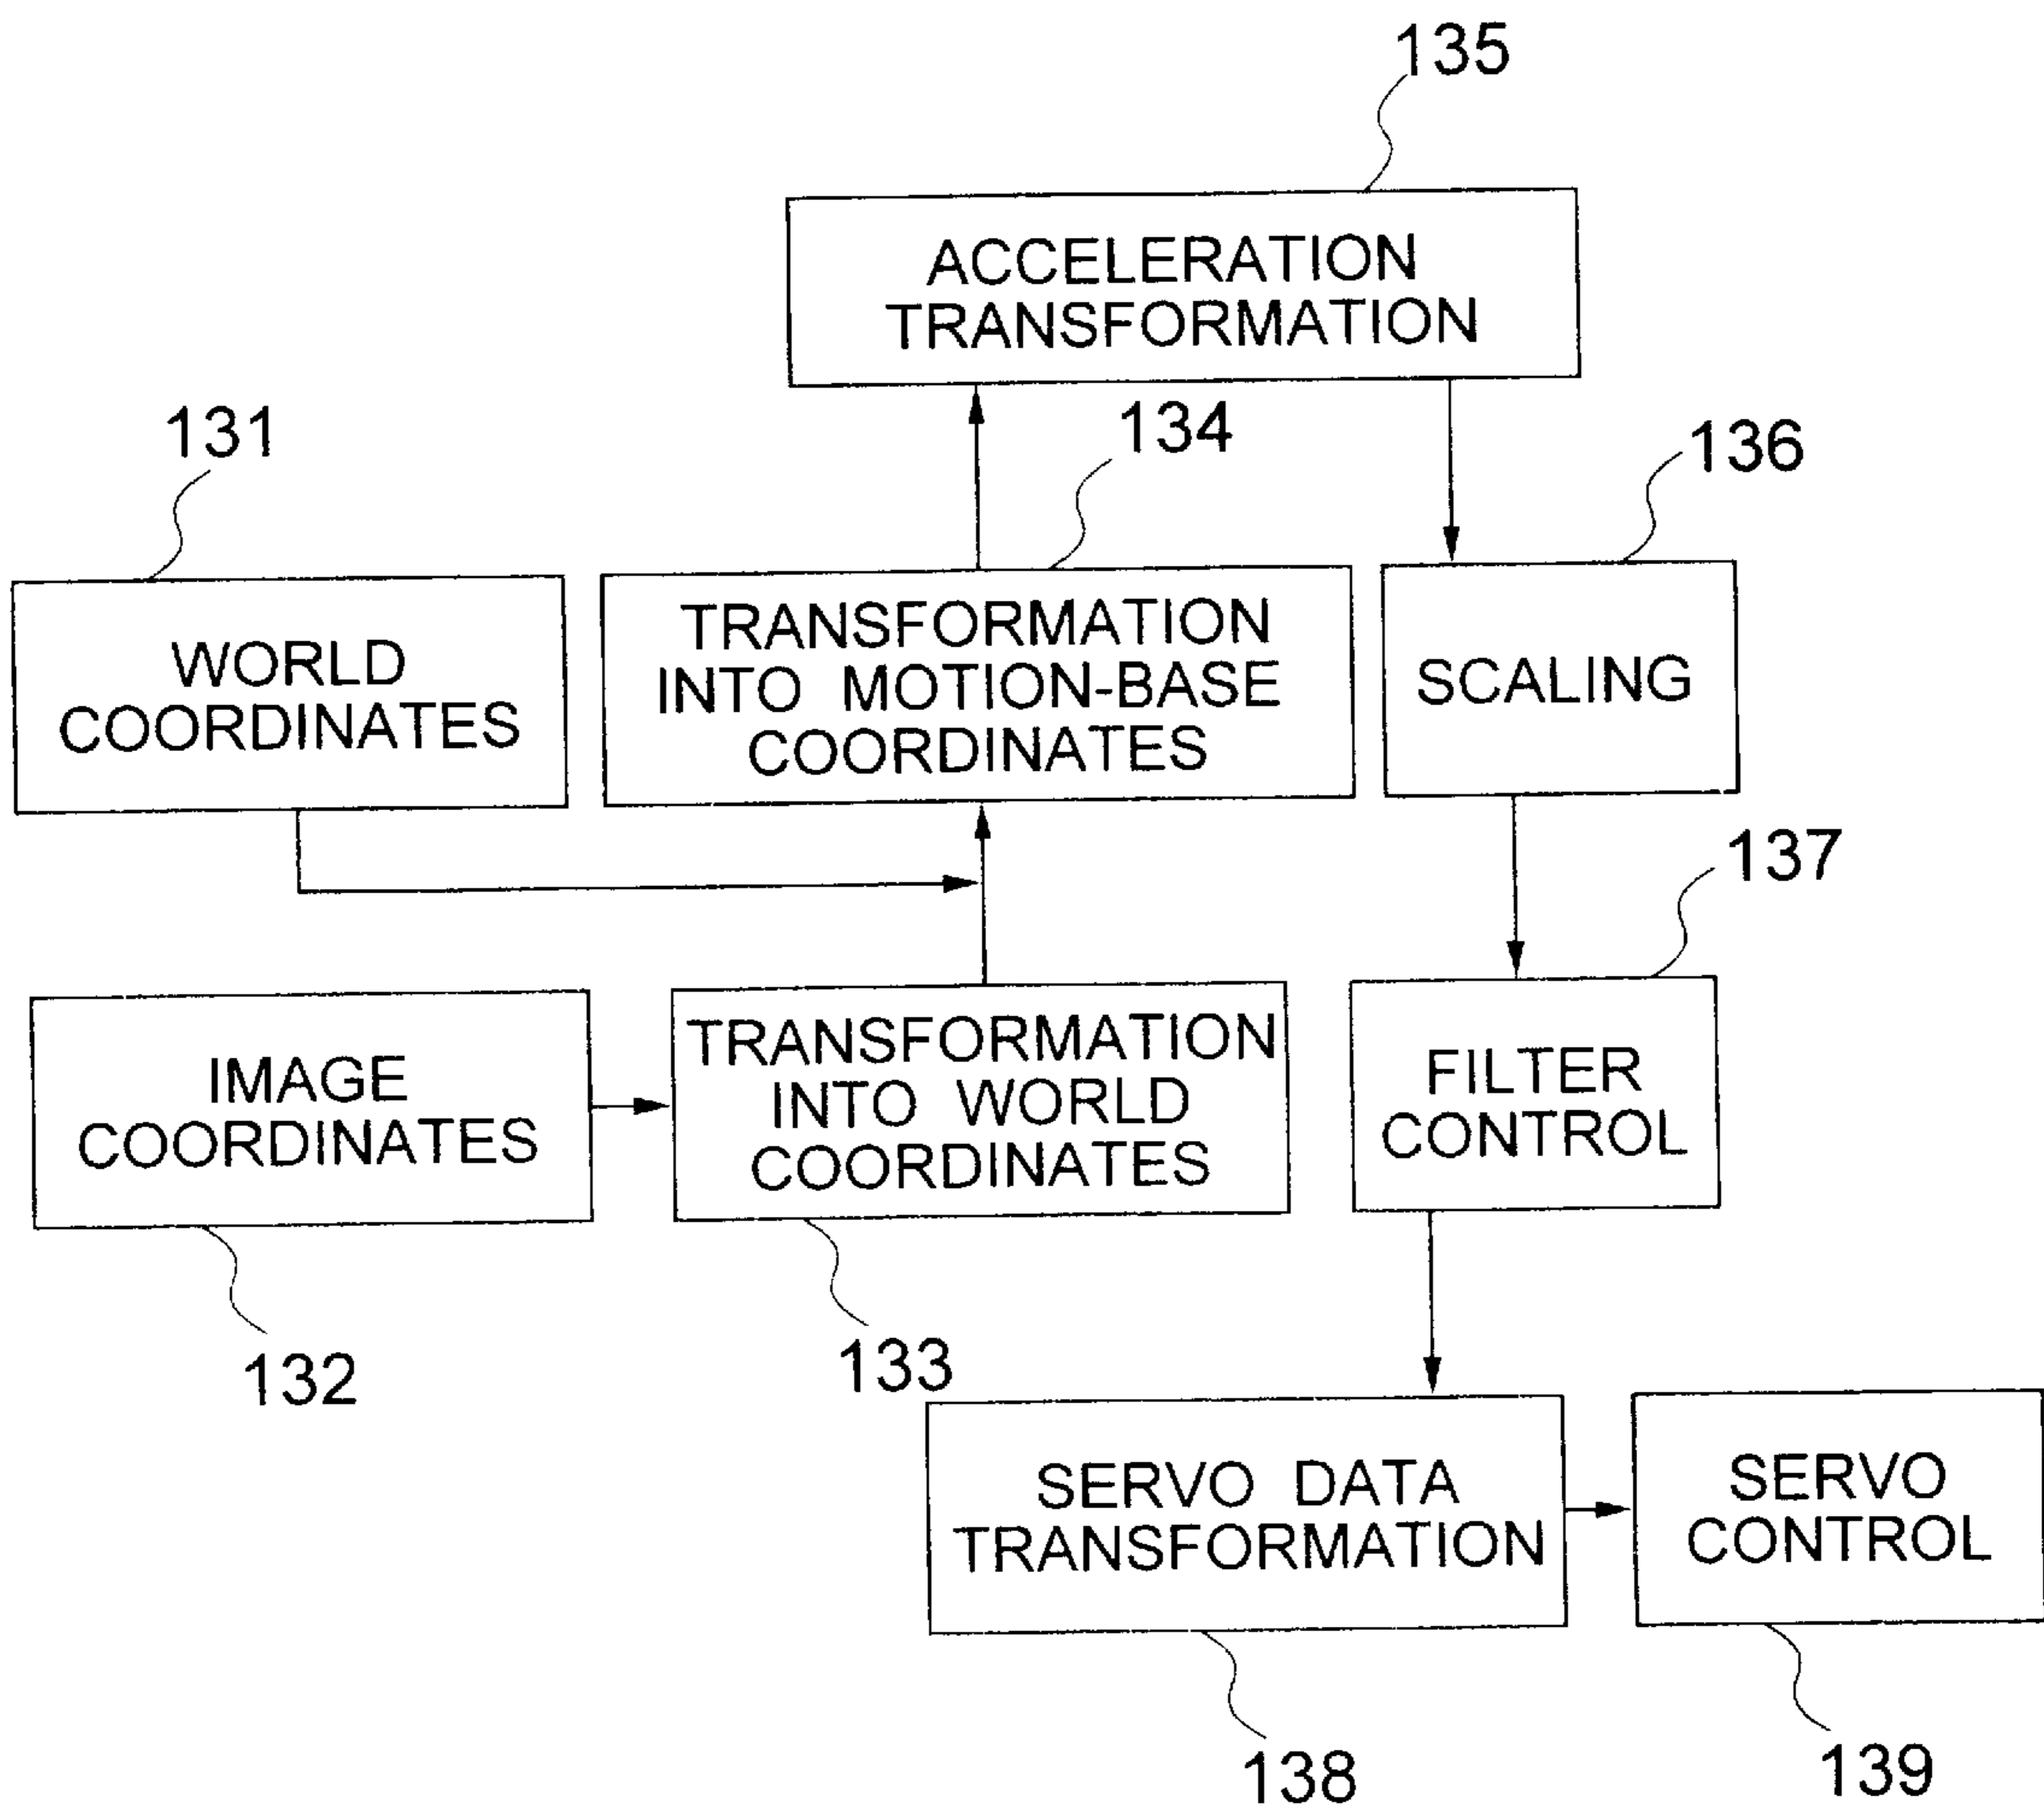 135
ACCELERATION
TRANSFORMATION
131
134
136
WORLD
COORDINATES
TRANSFORMATION
INTO MOTION-BASE
COORDINATES
SCALING
137
IMAGE
COORDINATES
TRANSFORMATION
INTO WORLD
COORDINATES
FILTER
CONTROL
132
133
SERVO DATA
TRANSFORMATION
SERVO
CONTROL
138
139